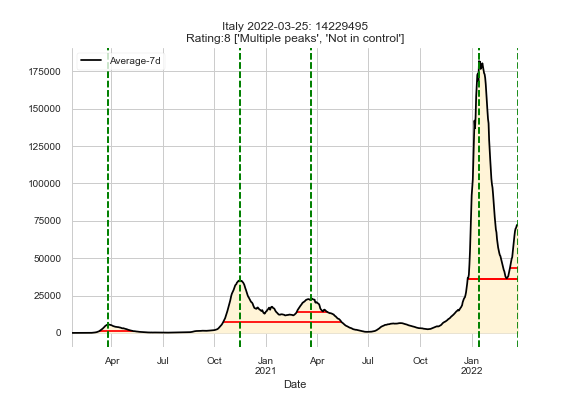 Italy 2022-03-25: 14229495
Rating:8 ['Multiple peaks', 'Not in control']
Average-7d
175000
150000
125000
100000
75000
50000
25000
0
Apr Jul Oct Jan Apr Jul Oct Jan
2021 2022
Date